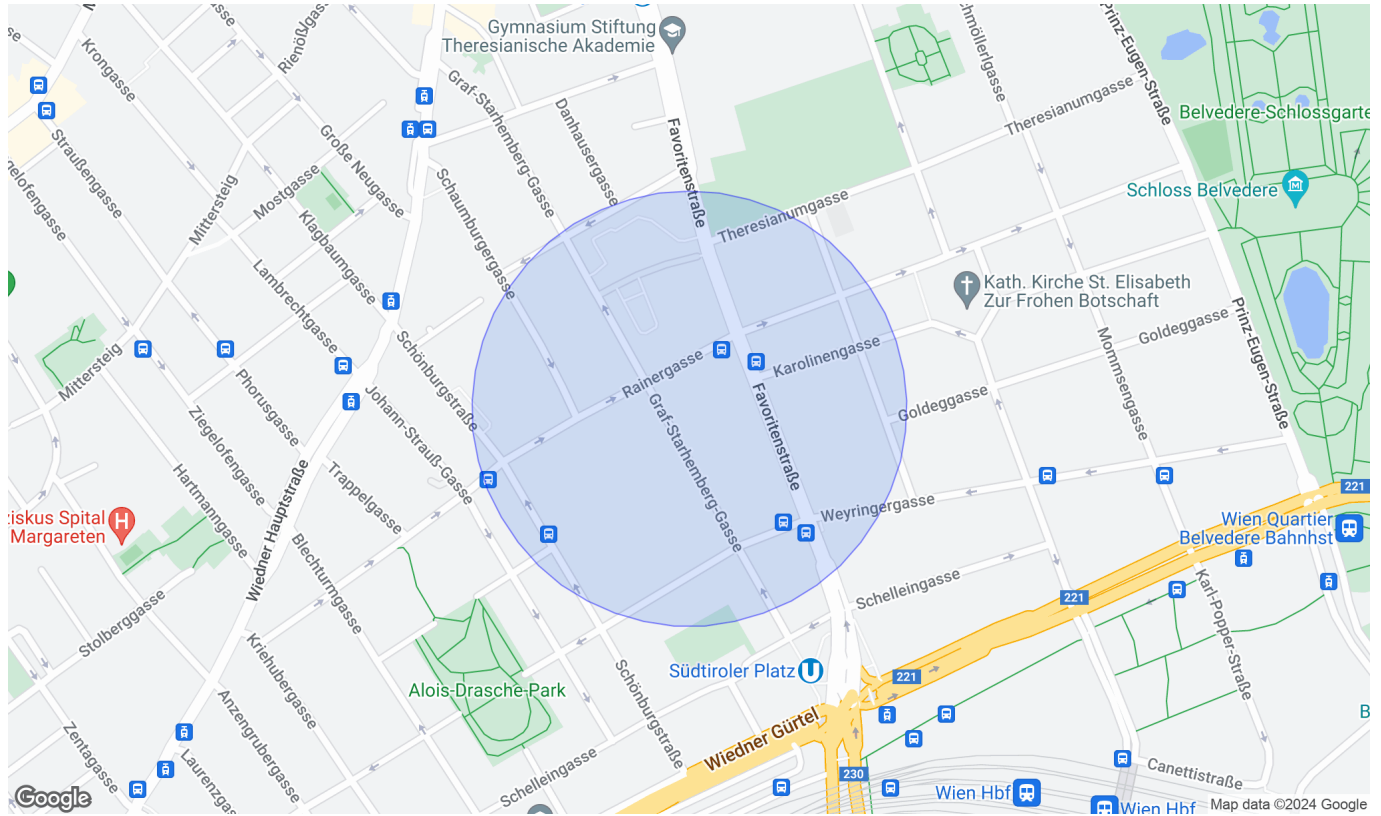 Gymnasium Stiftung
Theresianische Akademie
Rienößlgasse
Krongasse
Graf-Starhemberg-Gasse
Danhausergasse
Favoritenstraße
Theresianumgasse
Prinz-Eugen-Straße
Belvedere-Schlossgarte
Straußengasse
Große Neugasse
Mostgasse
Mittersteig
Schaumburgergasse
Schloss Belvedere
Klagbaumgasse
Theresianumgasse
Lambrechtgasse
Kath. Kirche St. Elisabeth
Zur Frohen Botschaft
Goldeggasse
Prinz-Eugen-Straße
Mommsengasse
Mittersteig
Schönburgstraße
Rainergasse
Karolinengasse
Phorusgasse
Johann-Strauß-Gasse
Graf-Starhemberg-Gasse
Favoritenstraße
Goldeggasse
Ziegelofengasse
Trappelgasse
Hartmanngasse
Wiedner Hauptstraße
Weyringergasse
221
ziskus Spital
Margareten
H
Wien Quartier
Belvedere Bahnhst
Blechturmgasse
Schelleingasse
221
Karl-Popper-Straße
Stolberggasse
Kriehubergasse
Südtiroler Platz
U
221
Alois-Drasche-Park
Schönburgstraße
Anzengrubergasse
Wiedner Gürtel
B
Zentagasse
Laurenzgas
Schelleingasse
230
Canettistraße
Wien Hbf
Wien Hbf
Google
Map data ©2024 Google